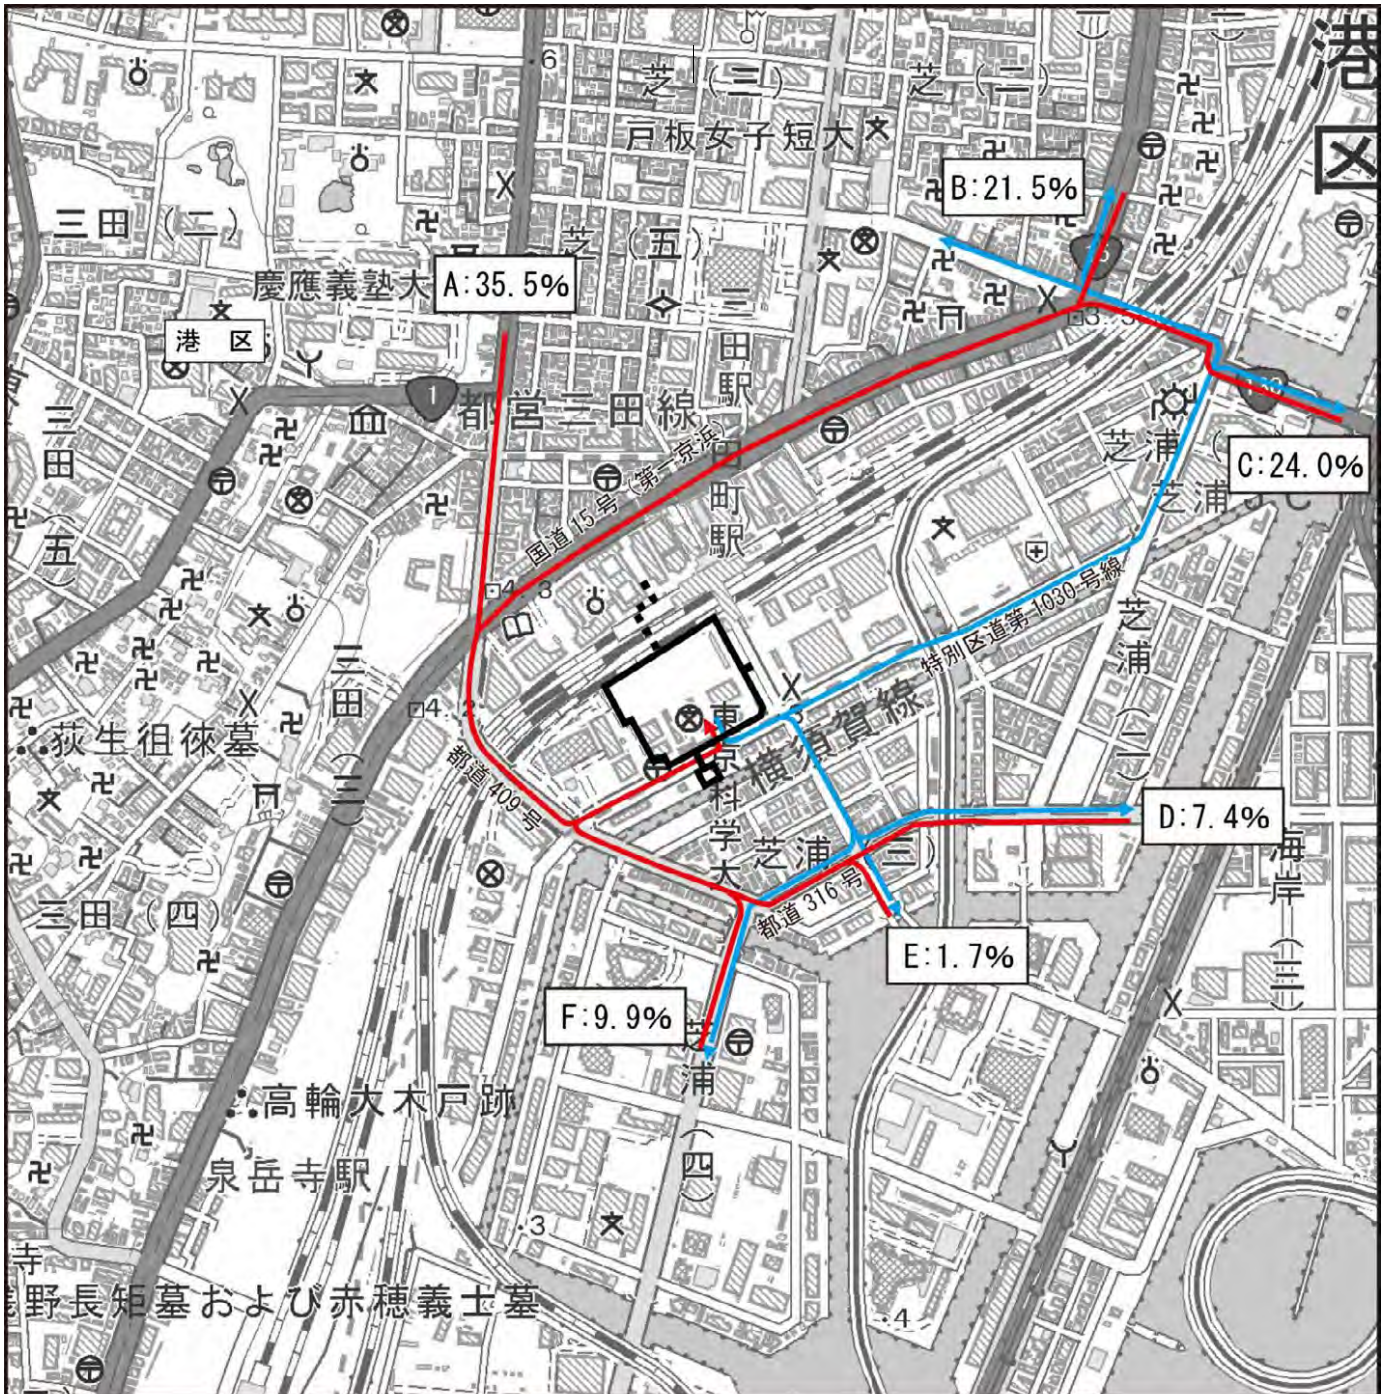 港区
6
芝(三)
芝(二)
戸板女子短大
B:21.5%
三田(二)
芝(五)
慶應義塾大
A:35.5%
港 区
三田駅
1
都営三田線
田町駅
三田(五)
国道15号(第一京浜)
芝浦
C:24.0%
4.3
特別区道第1030号線
芝浦(二)
三田(三)
4.2
荻生徂徠墓
都道409号
東京科学大
横須賀線
芝浦(三)
D:7.4%
都道316号
海岸(三)
三田(四)
E:1.7%
F:9.9%
芝浦(四)
高輪大木戸跡
泉岳寺駅
.3
寺
野長矩墓および赤穂義士墓
.4